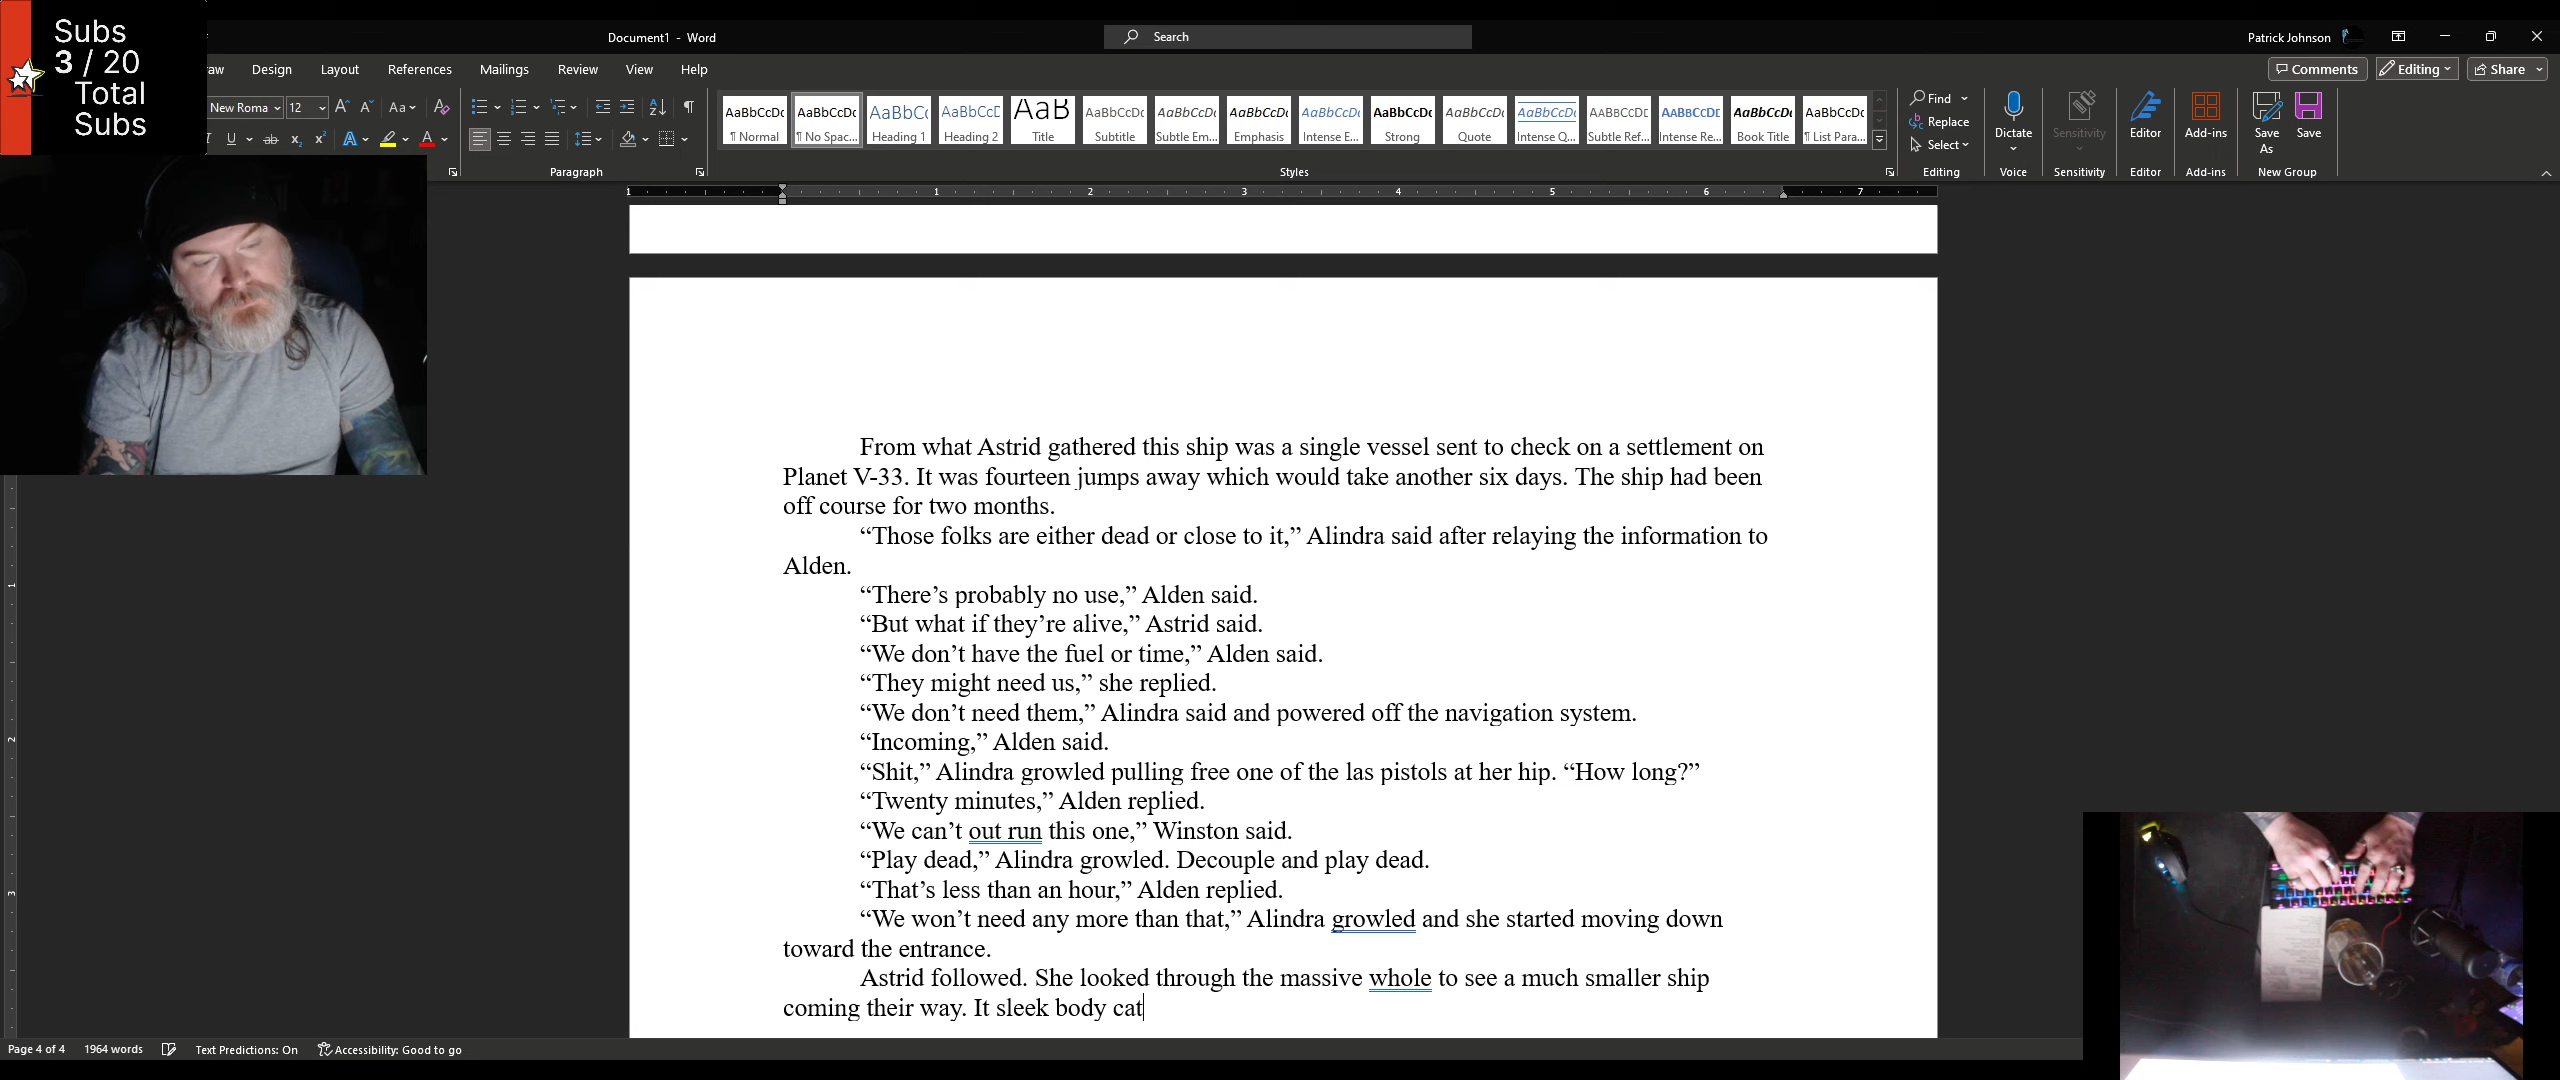 Subs
3 / 20
Total
Subs
Document1 - Word
Search
Patrick Johnson
aw Design Layout References Mailings Review View Help
Comments Editing Share
New Roma 12
Aa
AaBbCcDc AaBbCcDc AaBbC AaBbCcE AaB AaBbCcDc AaBbCcDc AaBbCcDc AaBbCcDc AaBbCcDc AaBbCcDc AaBbCcDc AABBCCDE AABBCCDE AaBbCcDc AaBbCcDc
¶ Normal ¶ No Spac... Heading 1 Heading 2 Title Subtitle Subtle Em... Emphasis Intense E... Strong Quote Intense Q... Subtle Ref... Intense Re... Book Title ¶ List Para...
Find
Replace
Select
Dictate
Sensitivity
Editor
Add-ins
Save As
Save
Paragraph Styles Editing Voice Sensitivity Editor Add-ins New Group
1 1 2 3 4 5 6 7
From what Astrid gathered this ship was a single vessel sent to check on a settlement on
Planet V-33. It was fourteen jumps away which would take another six days. The ship had been
off course for two months.
“Those folks are either dead or close to it,” Alindra said after relaying the information to
Alden.
“There’s probably no use,” Alden said.
“But what if they’re alive,” Astrid said.
“We don’t have the fuel or time,” Alden said.
“They might need us,” she replied.
“We don’t need them,” Alindra said and powered off the navigation system.
“Incoming,” Alden said.
“Shit,” Alindra growled pulling free one of the las pistols at her hip. “How long?”
“Twenty minutes,” Alden replied.
“We can’t out run this one,” Winston said.
“Play dead,” Alindra growled. Decouple and play dead.
“That’s less than an hour,” Alden replied.
“We won’t need any more than that,” Alindra growled and she started moving down
toward the entrance.
Astrid followed. She looked through the massive whole to see a much smaller ship
coming their way. It sleek body cat
1
2
3
Page 4 of 4 1964 words Text Predictions: On Accessibility: Good to go